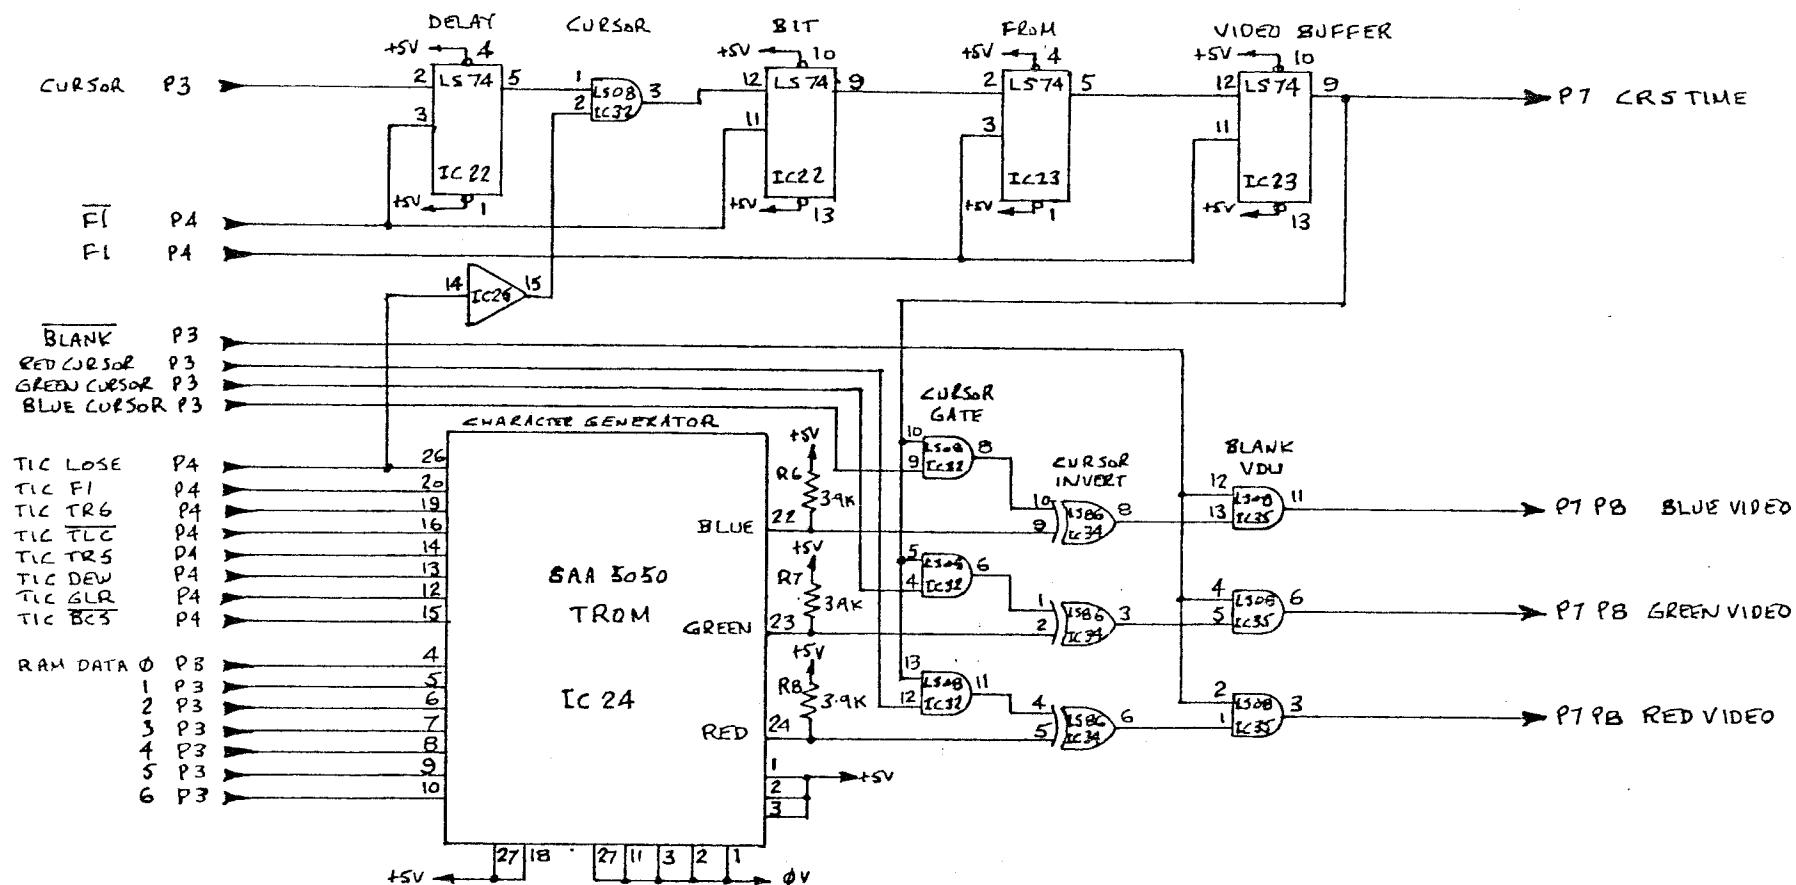 DELAY CURSOR BIT FROM VIDEO BUFFER
+5V 4 +5V 10 +5V 4 +5V 10
CURSOR P3 2 LS74 5 1 LS08 3 12 LS74 9 2 LS74 5 12 LS74 9 P7 CRS TIME
3 2 IC32 11 3 11
IC22 IC22 IC23 IC23
+5V 1 +5V 13 +5V 1 +5V 13
F1 P4
F1 P4
14 IC26 15
BLANK P3
RED CURSOR P3
GREEN CURSOR P3
BLUE CURSOR P3
CURSOR
GATE
CHARACTER GENERATOR
+5V
10 LS08 8
9 IC32
BLANK
VDU
CURSOR
INVERT
TIC LOSE P4 26
TIC F1 P4 20
TIC TR6 P4 19
TIC TLC P4 16
TIC TRS P4 14
TIC DEW P4 13
TIC GLR P4 12
TIC BCS P4 15
R6
3.9K
BLUE 22
10 LS86 8
9 IC34
12 LS08 11
13 IC35
P7 P8 BLUE VIDEO
+5V
R7
3.9K
5 LS08 6
4 IC32
SAA 5050
TROM
IC 24
GREEN 23
1 LS86 3
2 IC34
4 LS08 6
5 IC35
P7 P8 GREEN VIDEO
+5V
R8
3.9K
13 LS08 11
12 IC32
RED 24
4 LS86 6
5 IC34
2 LS08 3
1 IC35
P7 P8 RED VIDEO
RAM DATA 0 P3 4
1 P3 5
2 P3 6
3 P3 7
4 P3 8
5 P3 9
6 P3 10
1 +5V
2
3
27 18 27 11 3 2 1
+5V 0V